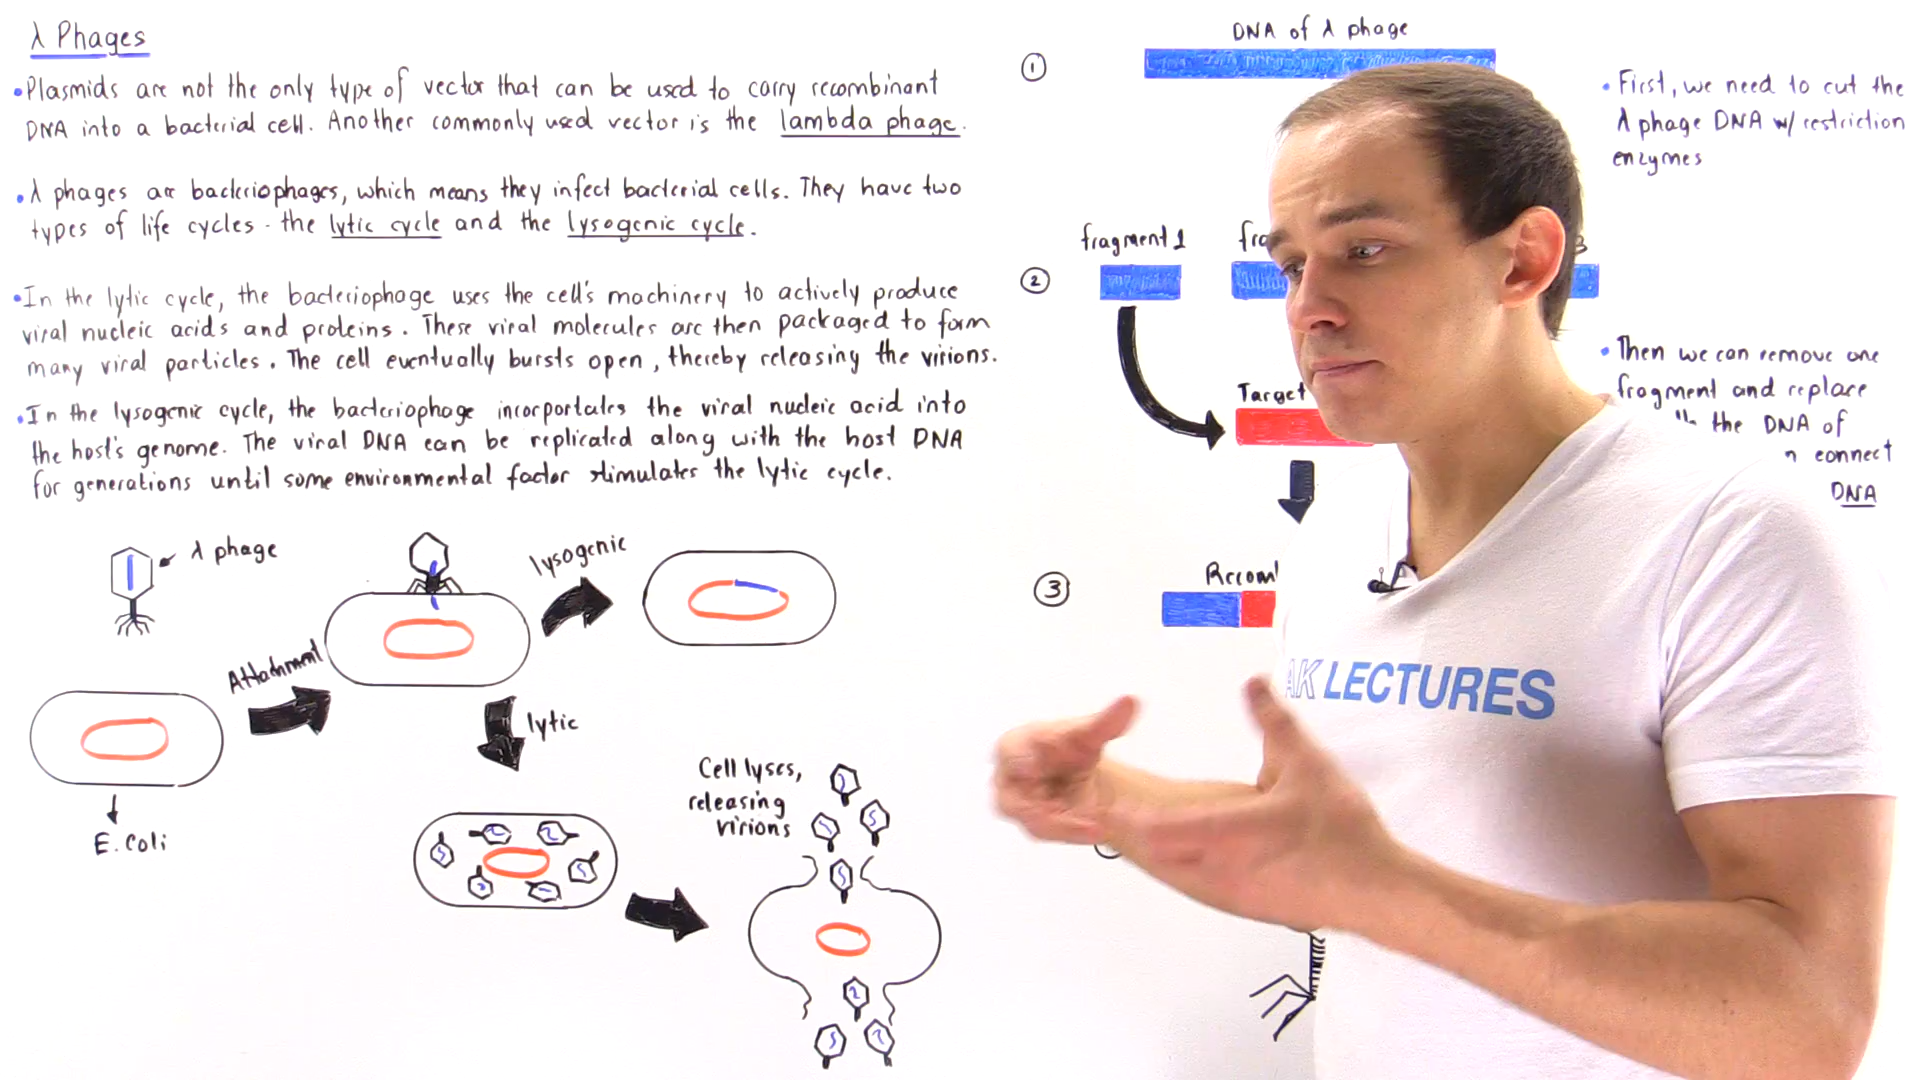 λ Phages
• Plasmids are not the only type of vector that can be used to carry recombinant
DNA into a bacterial cell. Another commonly used vector is the lambda phage.
• λ phages are bacteriophages, which means they infect bacterial cells. They have two
types of life cycles - the lytic cycle and the lysogenic cycle.
• In the lytic cycle, the bacteriophage uses the cell's machinery to actively produce
viral nucleic acids and proteins. These viral molecules are then packaged to form
many viral particles. The cell eventually bursts open, thereby releasing the virions.
• In the lysogenic cycle, the bacteriophage incorportates the viral nucleic acid into
the host's genome. The viral DNA can be replicated along with the host DNA
for generations until some environmental factor stimulates the lytic cycle.
λ phage
Attachment
E. Coli
lysogenic
lytic
Cell lyses,
releasing
virions
DNA of λ phage
1
• First, we need to cut the
λ phage DNA w/ restriction
enzymes
fragment 1
3
2
• Then we can remove one
fragment and replace
the DNA of
connect
DNA
Target
3
AK LECTURES